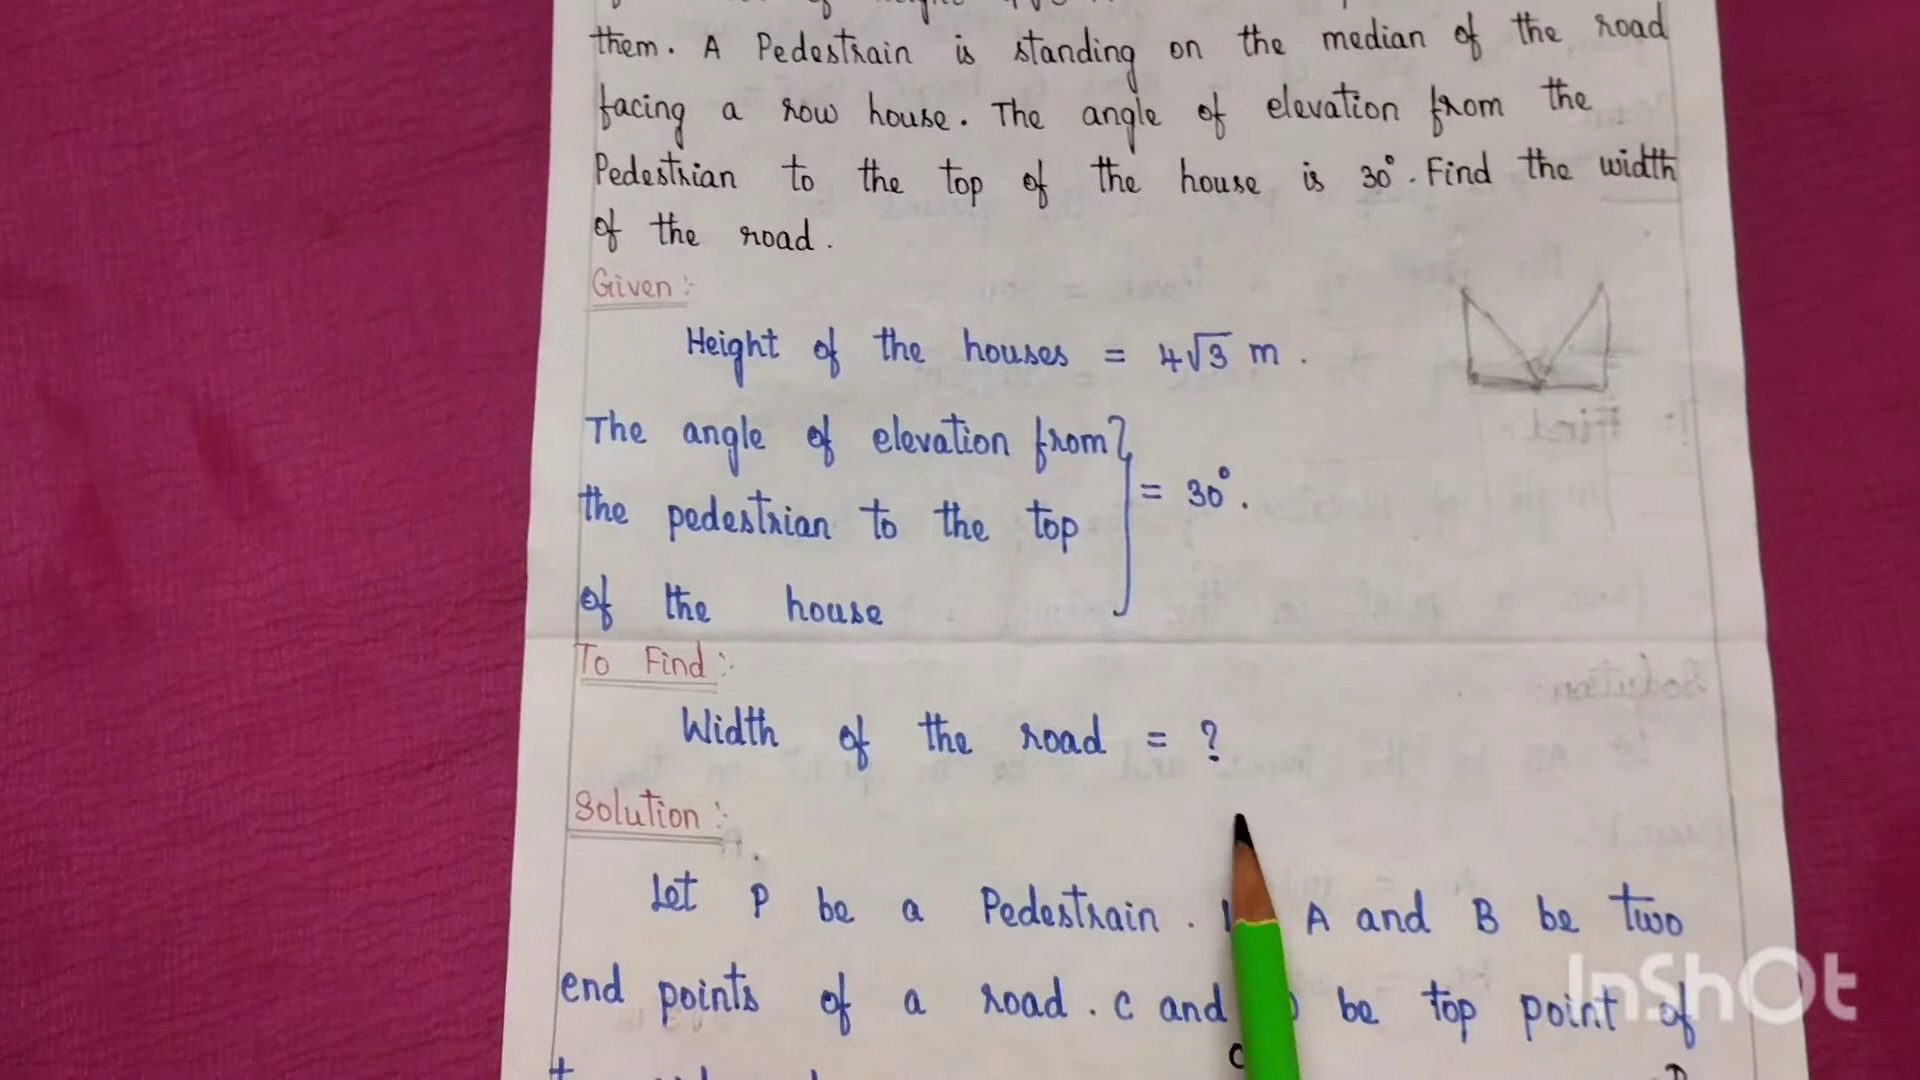 them. A Pedestrain is standing on the median of the road
facing a row house. The angle of elevation from the
Pedestrian to the top of the house is 30°. Find the width
of the road.
Given:
Height of the houses = 4√3 m.
The angle of elevation from
the pedestrian to the top
of the house
= 30°.
To Find:
Width of the road = ?
Solution:
Let P be a Pedestrain. A and B be two
end points of a road. C and be top point of
C
D
InShOt